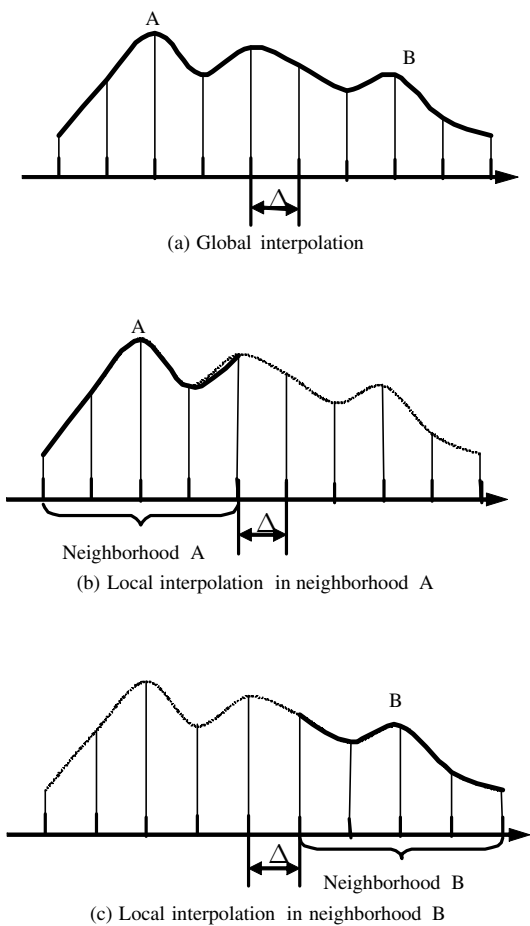 A
B
Δ
(a) Global interpolation
A
Δ
Neighborhood A
(b) Local interpolation in neighborhood A
B
Δ
Neighborhood B
(c) Local interpolation in neighborhood B